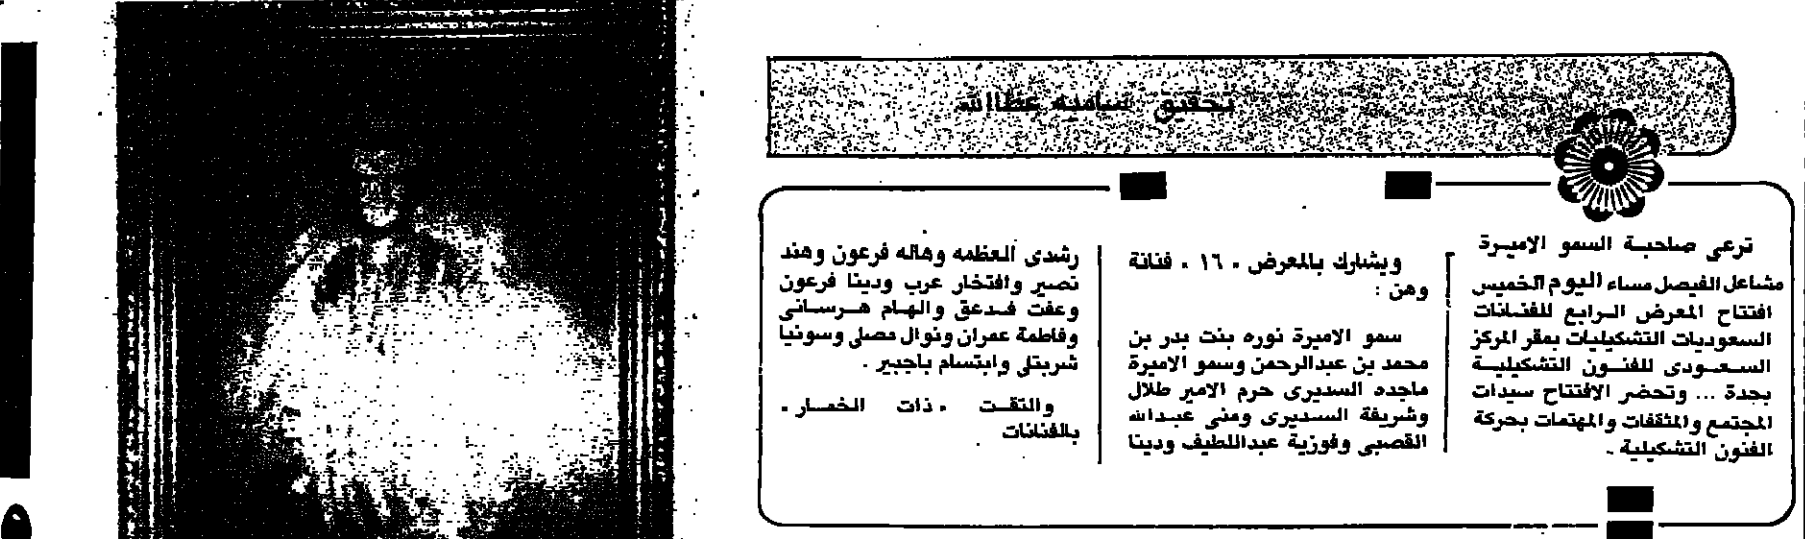 تحقيق سامية عطاالله
ترعى صاحبة السمو الاميرة
مشاعل الفيصل مساء اليوم الخميس
افتتاح المعرض الرابع للفنانات
السعوديات التشكيليات بمقر المركز
السعودى للفنون التشكيلية
بجدة ... وتحضر الافتتاح سيدات
المجتمع والمثقفات والمهتمات بحركة
الفنون التشكيلية .
ويشارك بالمعرض « ١٦ » فنانة
وهن :
سمو الاميرة نوره بنت بدر بن
محمد بن عبدالرحمن وسمو الاميرة
ماجده السديرى حرم الامير طلال
وشريفة السديرى ومنى عبدالله
القصبى وفوزية عبداللطيف ودينا
رشدى العظمه وهاله فرعون وهند
نصير وافتخار عرب ودينا فرعون
وعفت فدعق والهام هرسانى
وفاطمة عمران ونوال مصلى وسونيا
شربتلى وابتسام باجبير .
والتقت « ذات الخمار »
بالفنانات